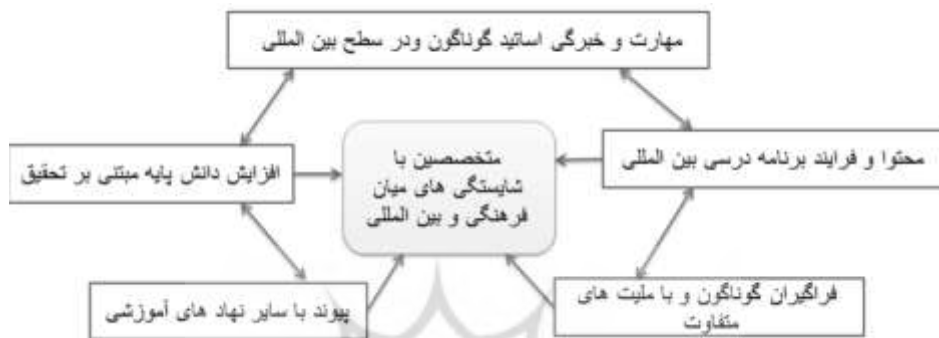 مهارت و خبرگی اساتید گوناگون ودر سطح بین المللی
محتوا و فرایند برنامه درسی بین المللی
متخصصین با
شایستگی های میان
فرهنگی و بین المللی
افزایش دانش پایه مبتنی بر تحقیق
فراگیران گوناگون و با ملیت های
متفاوت
پیوند با سایر نهاد های آموزشی